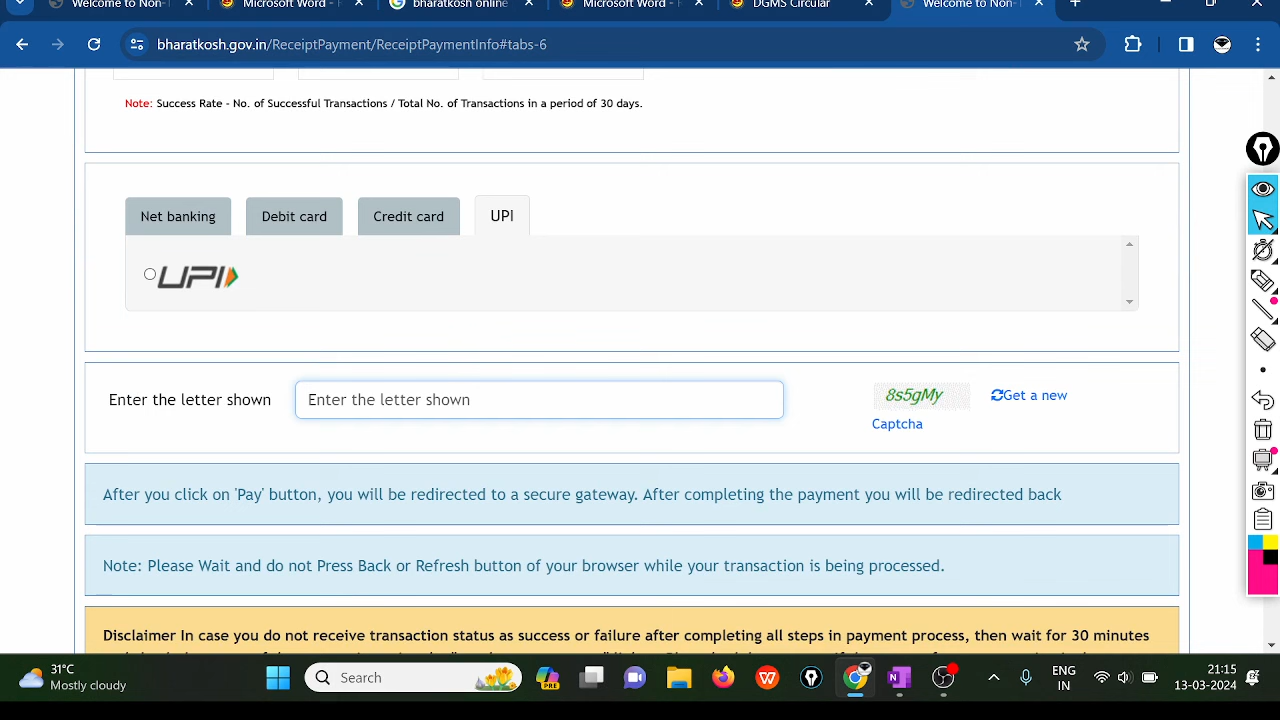 Welcome to Non-
Microsoft Word -
bharatkosh online
Microsoft Word -
DGMS Circular
Welcome to Non-
bharatkosh.gov.in/ReceiptPayment/ReceiptPaymentInfo#tabs-6
Note: Success Rate - No. of Successful Transactions / Total No. of Transactions in a period of 30 days.
Net banking
Debit card
Credit card
UPI
UPI
Enter the letter shown
Enter the letter shown
8s5gMy
Get a new
Captcha
After you click on 'Pay' button, you will be redirected to a secure gateway. After completing the payment you will be redirected back
Note: Please Wait and do not Press Back or Refresh button of your browser while your transaction is being processed.
Disclaimer In case you do not receive transaction status as success or failure after completing all steps in payment process, then wait for 30 minutes
31°C
Mostly cloudy
Search
PRE
ENG
IN
21:15
13-03-2024